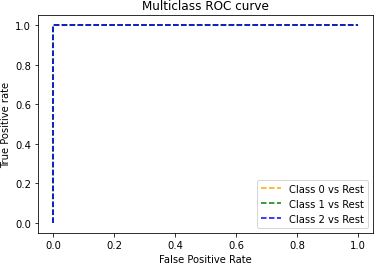 Multiclass ROC curve
True Positive rate
1.0
0.8
0.6
0.4
0.2
0.0
Class 0 vs Rest
Class 1 vs Rest
Class 2 vs Rest
0.0 0.2 0.4 0.6 0.8 1.0
False Positive Rate